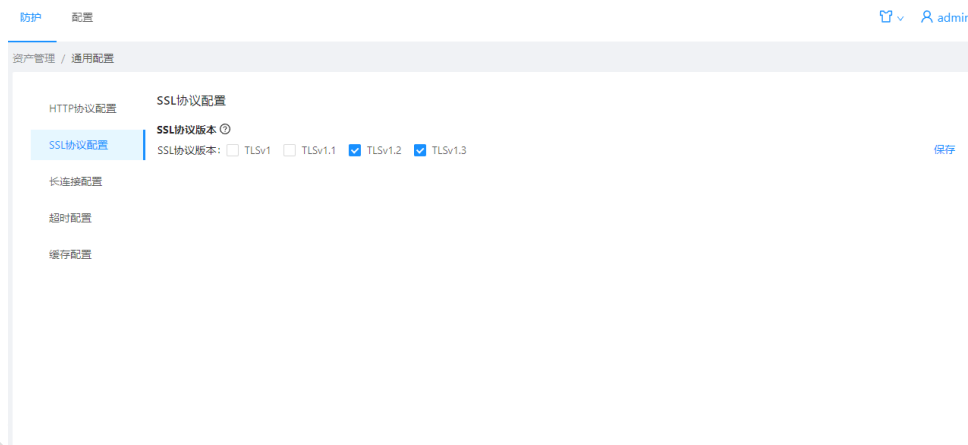 防护 配置 admin
资产管理 / 通用配置
HTTP协议配置
SSL协议配置
长连接配置
超时配置
缓存配置
SSL协议配置
SSL协议版本
SSL协议版本: TLSv1 TLSv1.1 TLSv1.2 TLSv1.3 保存